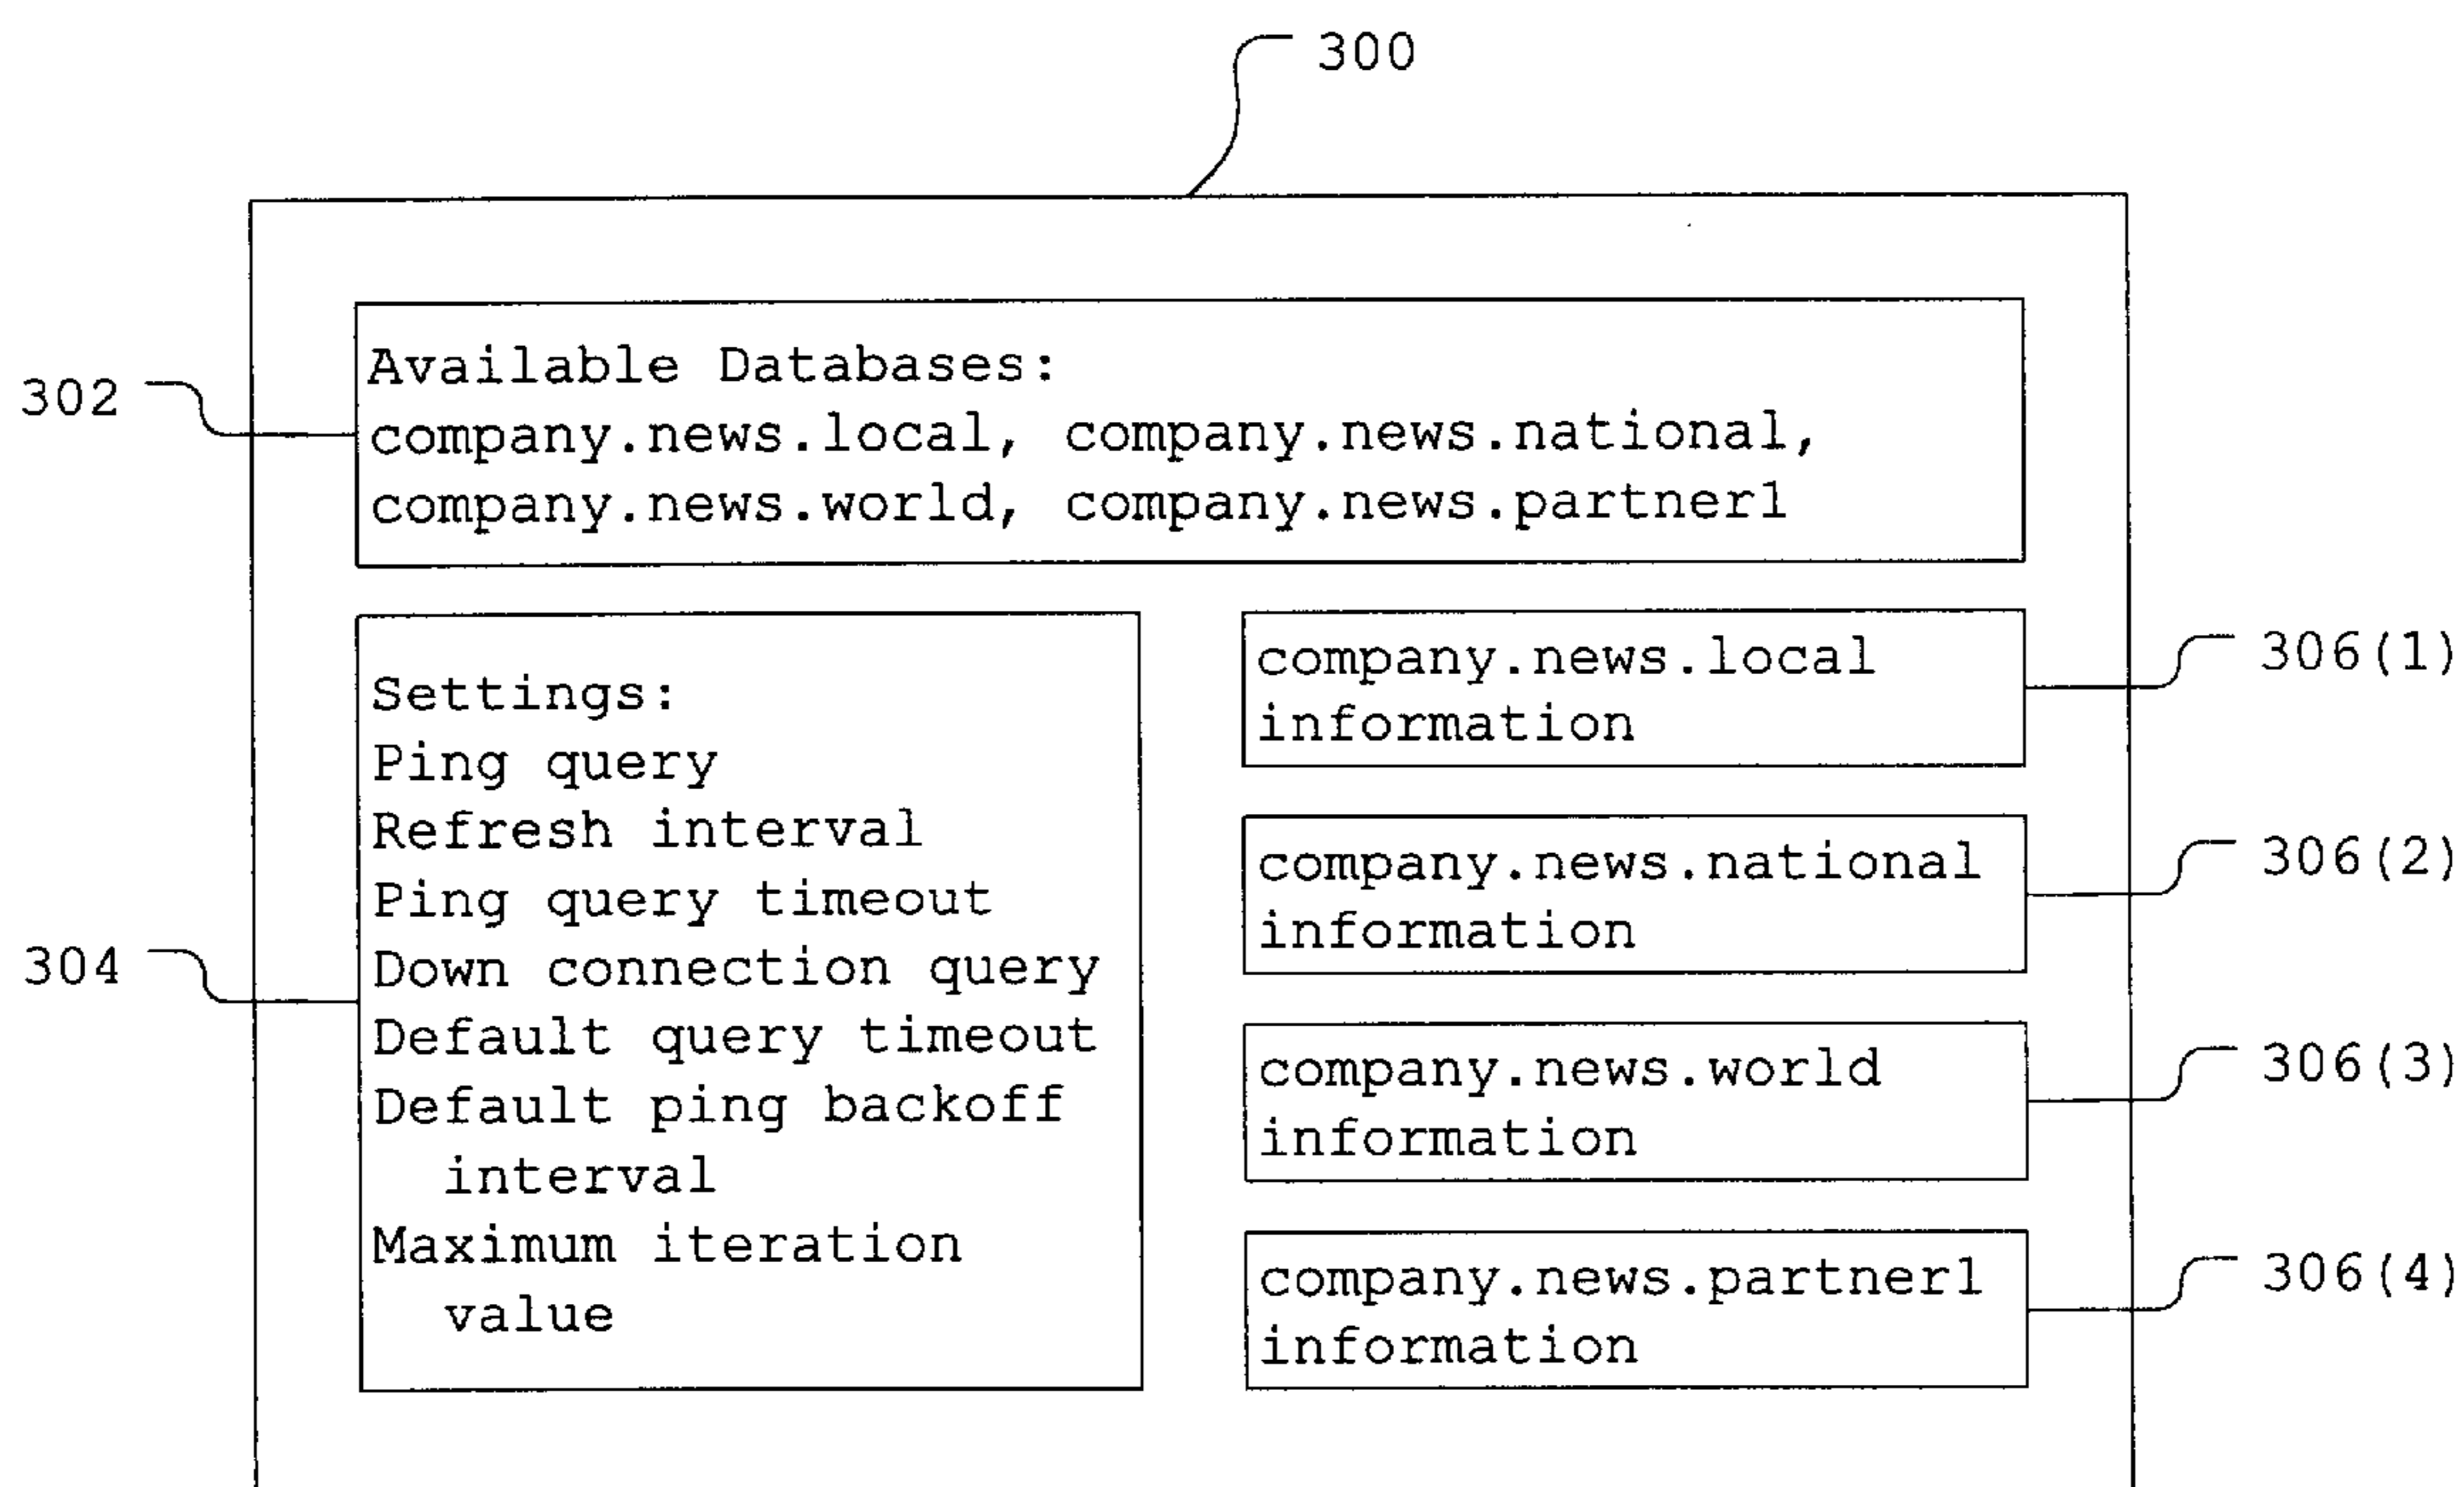 300
302
Available Databases:
company.news.local, company.news.national,
company.news.world, company.news.partner1
304
Settings:
Ping query
Refresh interval
Ping query timeout
Down connection query
Default query timeout
Default ping backoff
interval
Maximum iteration
value
company.news.local
information
306(1)
company.news.national
information
306(2)
company.news.world
information
306(3)
company.news.partner1
information
306(4)